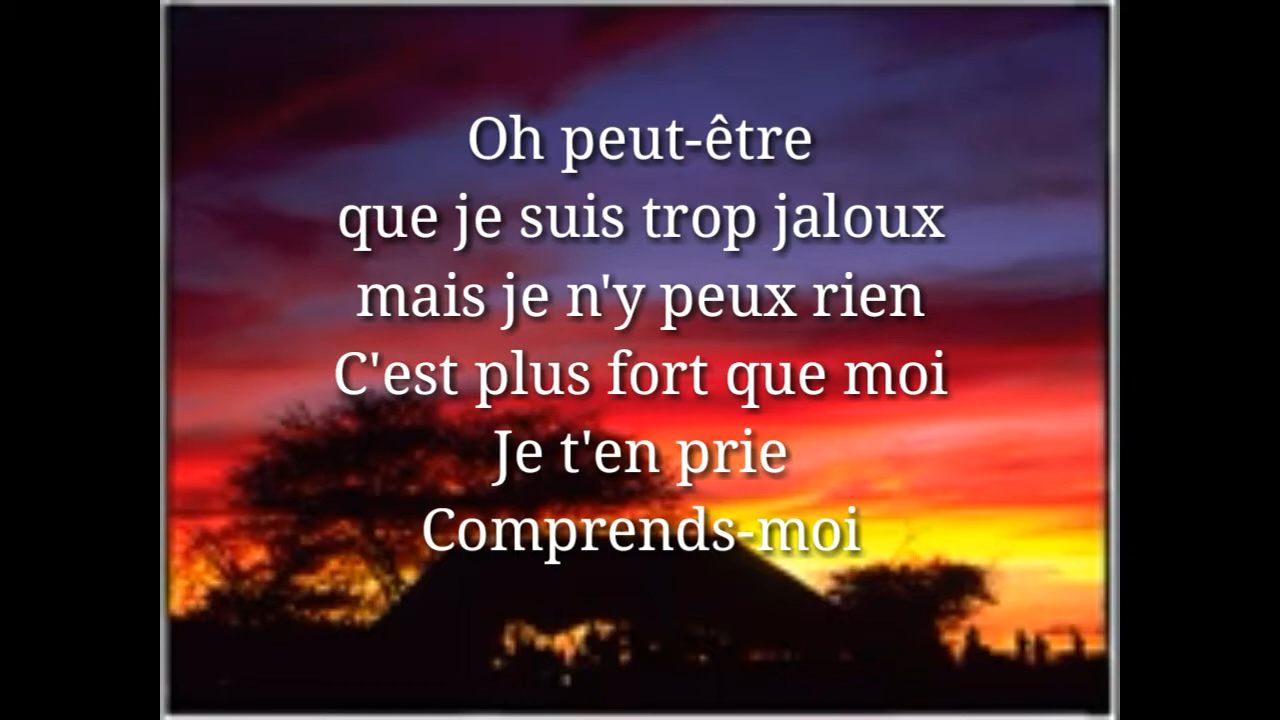 Oh peut-être
que je suis trop jaloux
mais je n'y peux rien
C'est plus fort que moi
Je t'en prie
Comprends-moi